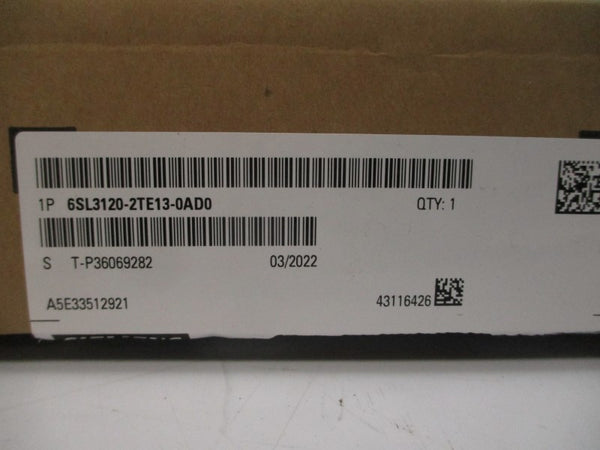 1P 6SL3120-2TE13-0AD0 QTY: 1
S T-P36069282 03/2022
A5E33512921 43116426